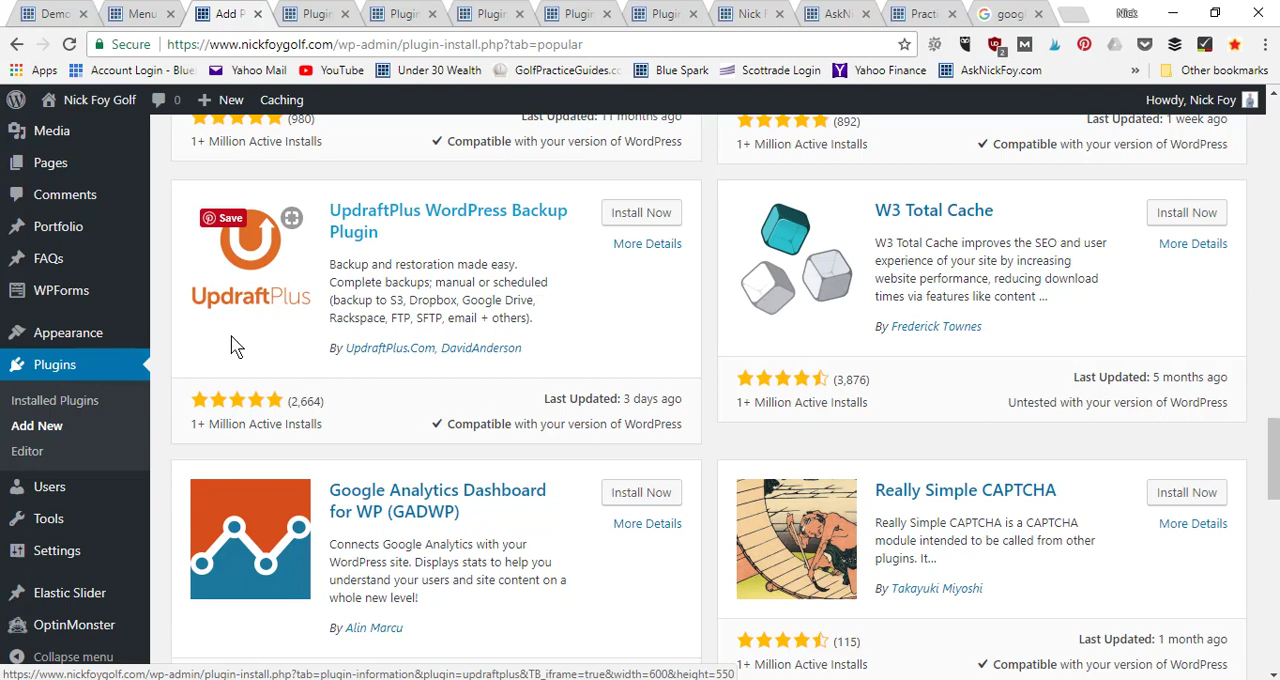 Demo
Menu
Add P
Plugin
Plugin
Plugin
Plugin
Plugin
Nick F
AskNi
Practi
goog
Nick
Secure
https://www.nickfoygolf.com/wp-admin/plugin-install.php?tab=popular
Apps
Account Login - Blue
Yahoo Mail
YouTube
Under 30 Wealth
GolfPracticeGuides.co
Blue Spark
Scottrade Login
Yahoo Finance
AskNickFoy.com
»
Other bookmarks
Nick Foy Golf
0
New
Caching
Howdy, Nick Foy
Media
Pages
Comments
Portfolio
FAQs
WPForms
Appearance
Plugins
Installed Plugins
Add New
Editor
Users
Tools
Settings
Elastic Slider
OptinMonster
Collapse menu
(980)
Last Updated: 11 months ago
1+ Million Active Installs
Compatible with your version of WordPress
(892)
Last Updated: 1 week ago
1+ Million Active Installs
Compatible with your version of WordPress
Save
UpdraftPlus
UpdraftPlus WordPress Backup
Plugin
Install Now
More Details
Backup and restoration made easy.
Complete backups; manual or scheduled
(backup to S3, Dropbox, Google Drive,
Rackspace, FTP, SFTP, email + others).
By UpdraftPlus.Com, DavidAnderson
(2,664)
Last Updated: 3 days ago
1+ Million Active Installs
Compatible with your version of WordPress
W3 Total Cache
Install Now
More Details
W3 Total Cache improves the SEO and user
experience of your site by increasing
website performance, reducing download
times via features like content ...
By Frederick Townes
(3,876)
Last Updated: 5 months ago
1+ Million Active Installs
Untested with your version of WordPress
Google Analytics Dashboard
for WP (GADWP)
Install Now
More Details
Connects Google Analytics with your
WordPress site. Displays stats to help you
understand your users and site content on a
whole new level!
By Alin Marcu
Really Simple CAPTCHA
Install Now
More Details
Really Simple CAPTCHA is a CAPTCHA
module intended to be called from other
plugins. It...
By Takayuki Miyoshi
(115)
Last Updated: 1 month ago
1+ Million Active Installs
Compatible with your version of WordPress
https://www.nickfoygolf.com/wp-admin/plugin-install.php?tab=plugin-information&plugin=updraftplus&TB_iframe=true&width=600&height=550